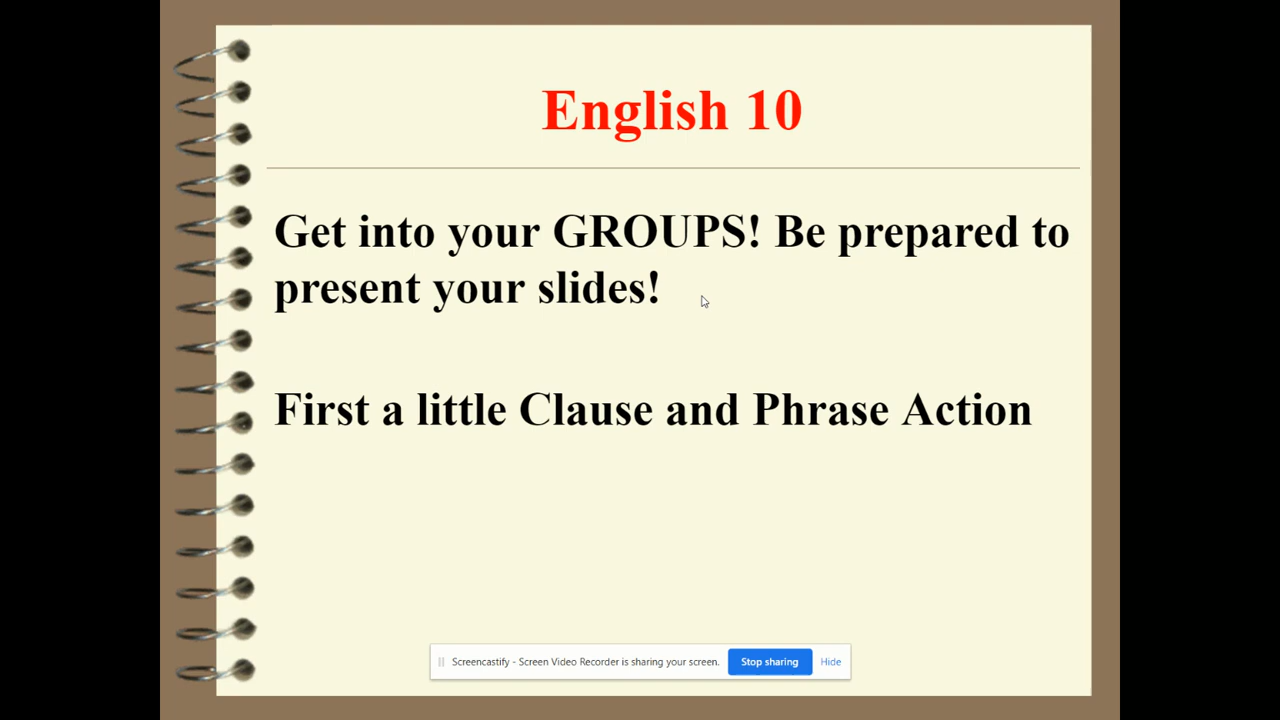 English 10
Get into your GROUPS! Be prepared to
present your slides!
First a little Clause and Phrase Action
Screencastify - Screen Video Recorder is sharing your screen. Stop sharing Hide